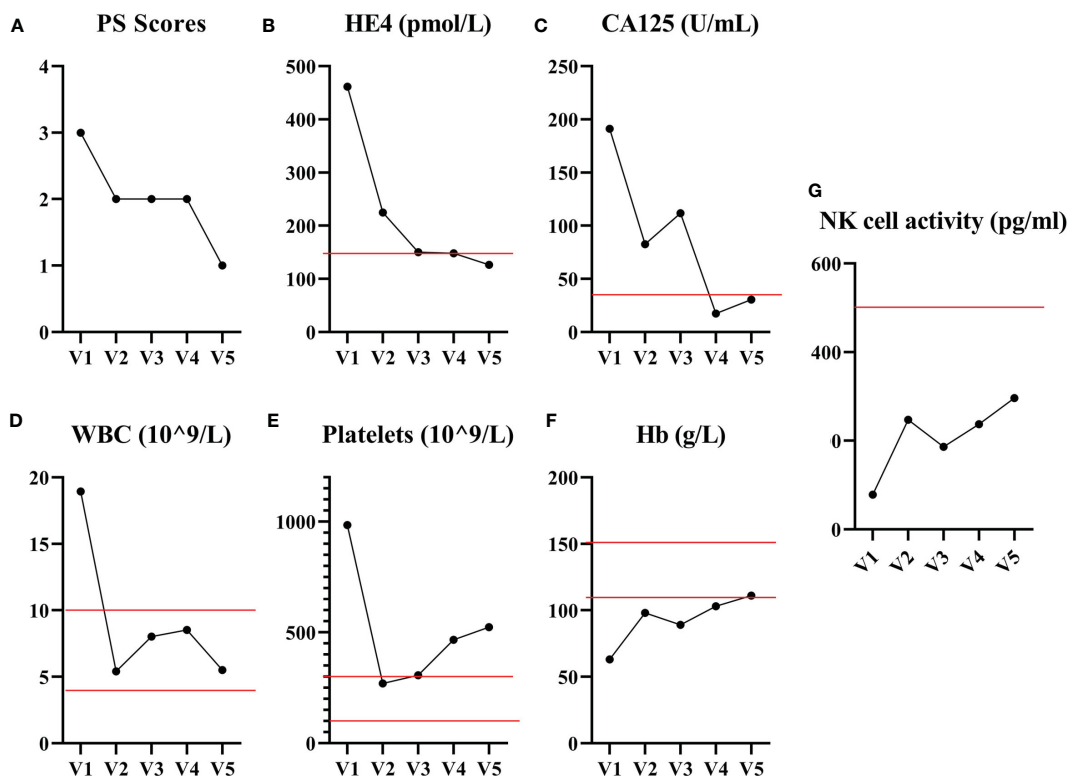 A PS Scores
4
3
2
1
0
V1 V2 V3 V4 V5
B HE4 (pmol/L)
500
400
300
200
100
0
V1 V2 V3 V4 V5
C CA125 (U/mL)
250
200
150
100
50
0
V1 V2 V3 V4 V5
D WBC (10^9/L)
20
15
10
5
0
V1 V2 V3 V4 V5
E Platelets (10^9/L)
1000
500
0
V1 V2 V3 V4 V5
F Hb (g/L)
200
150
100
50
0
V1 V2 V3 V4 V5
G
NK cell activity (pg/ml)
600
400
0
0
V1 V2 V3 V4 V5